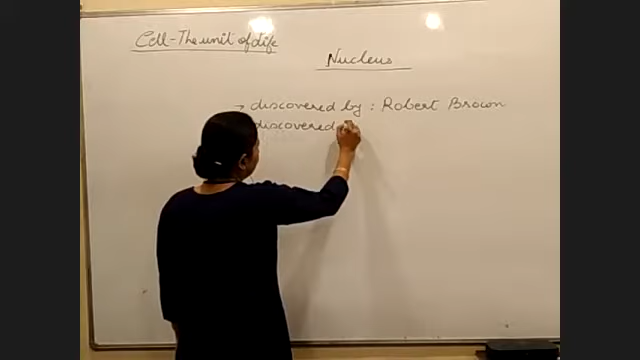 Cell - The unit of Life
Nucleus
→ discovered by : Robert Brown
discovered